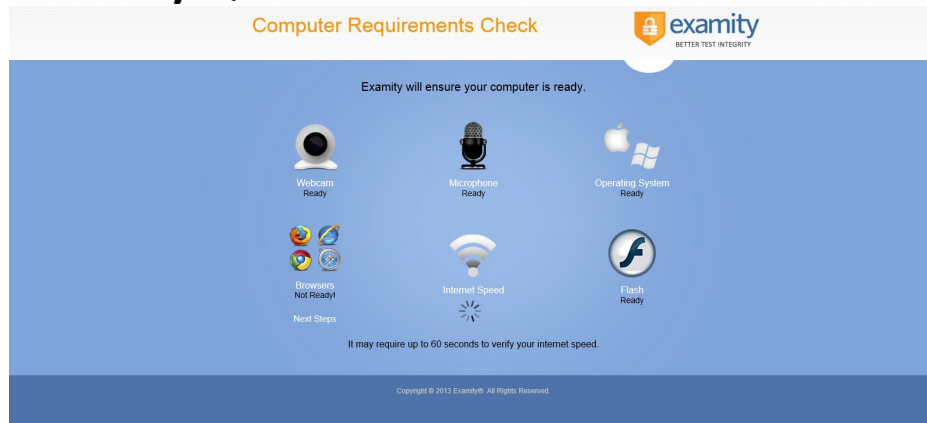 Computer Requirements Check
examity
BETTER TEST INTEGRITY
Examity will ensure your computer is ready.
Webcam
Ready
Microphone
Ready
Operating System
Ready
Browsers
Not Ready!
Next Steps
Internet Speed
Flash
Ready
It may require up to 60 seconds to verify your internet speed.
Copyright © 2013 Examity®. All Rights Reserved.